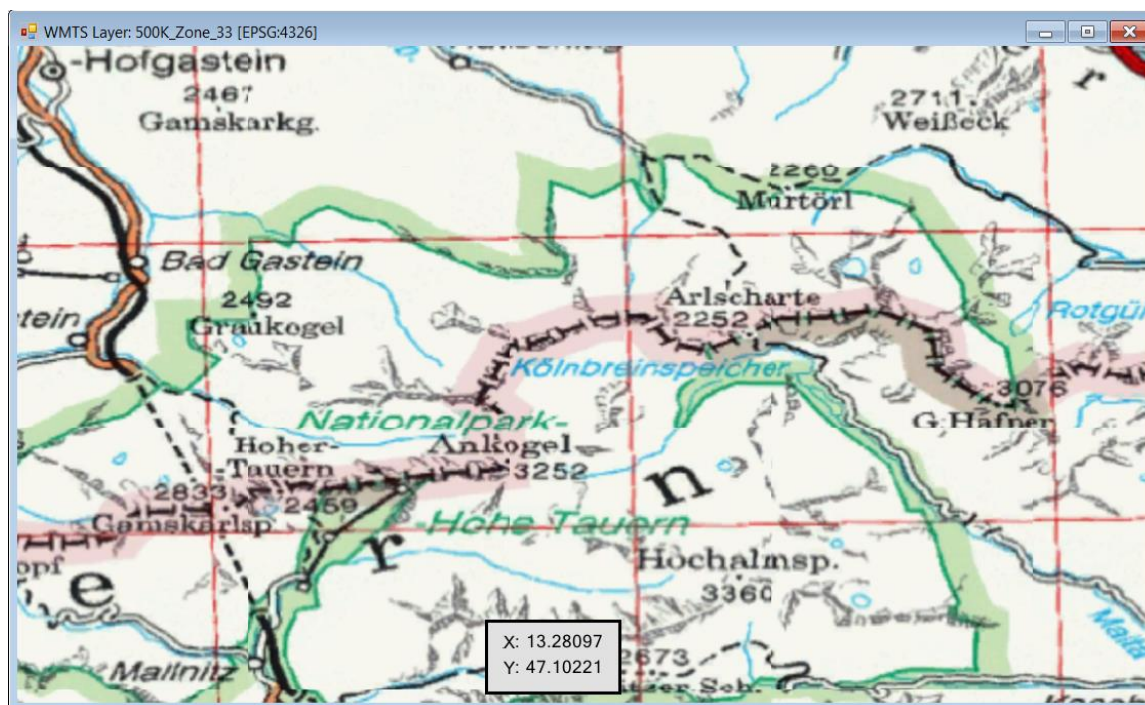 WMTS Layer: 500K_Zone_33 [EPSG:4326]
-Hofgastein
2467
Gamskarkg.
2711
Weißeck
r
2260
Murtörl
Bad Gastein
2492
Graukogel
Arlscharte
2252
Kölnbreinspeicher
3076
G.Hafner
Nationalpark-
Hoher-
Tauern
Ankogel
3252
2833
2459
Gamskarlsp
-Hohe Tauern
n
e
r
Hochalmsp.
3360
Mallnitz
X: 13.28097
Y: 47.10221
2673